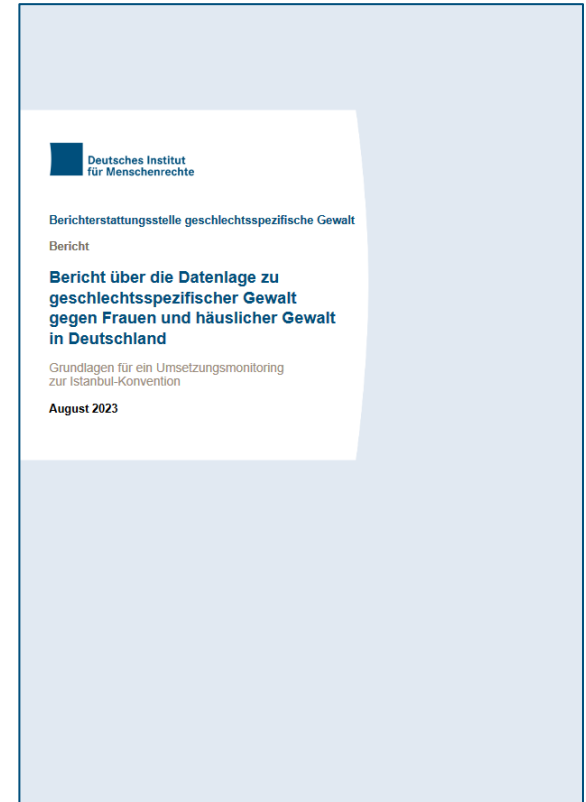 Deutsches Institut
für Menschenrechte
Berichterstattungsstelle geschlechtsspezifische Gewalt
Bericht
Bericht über die Datenlage zu
geschlechtsspezifischer Gewalt
gegen Frauen und häuslicher Gewalt
in Deutschland
Grundlagen für ein Umsetzungsmonitoring
zur Istanbul-Konvention
August 2023